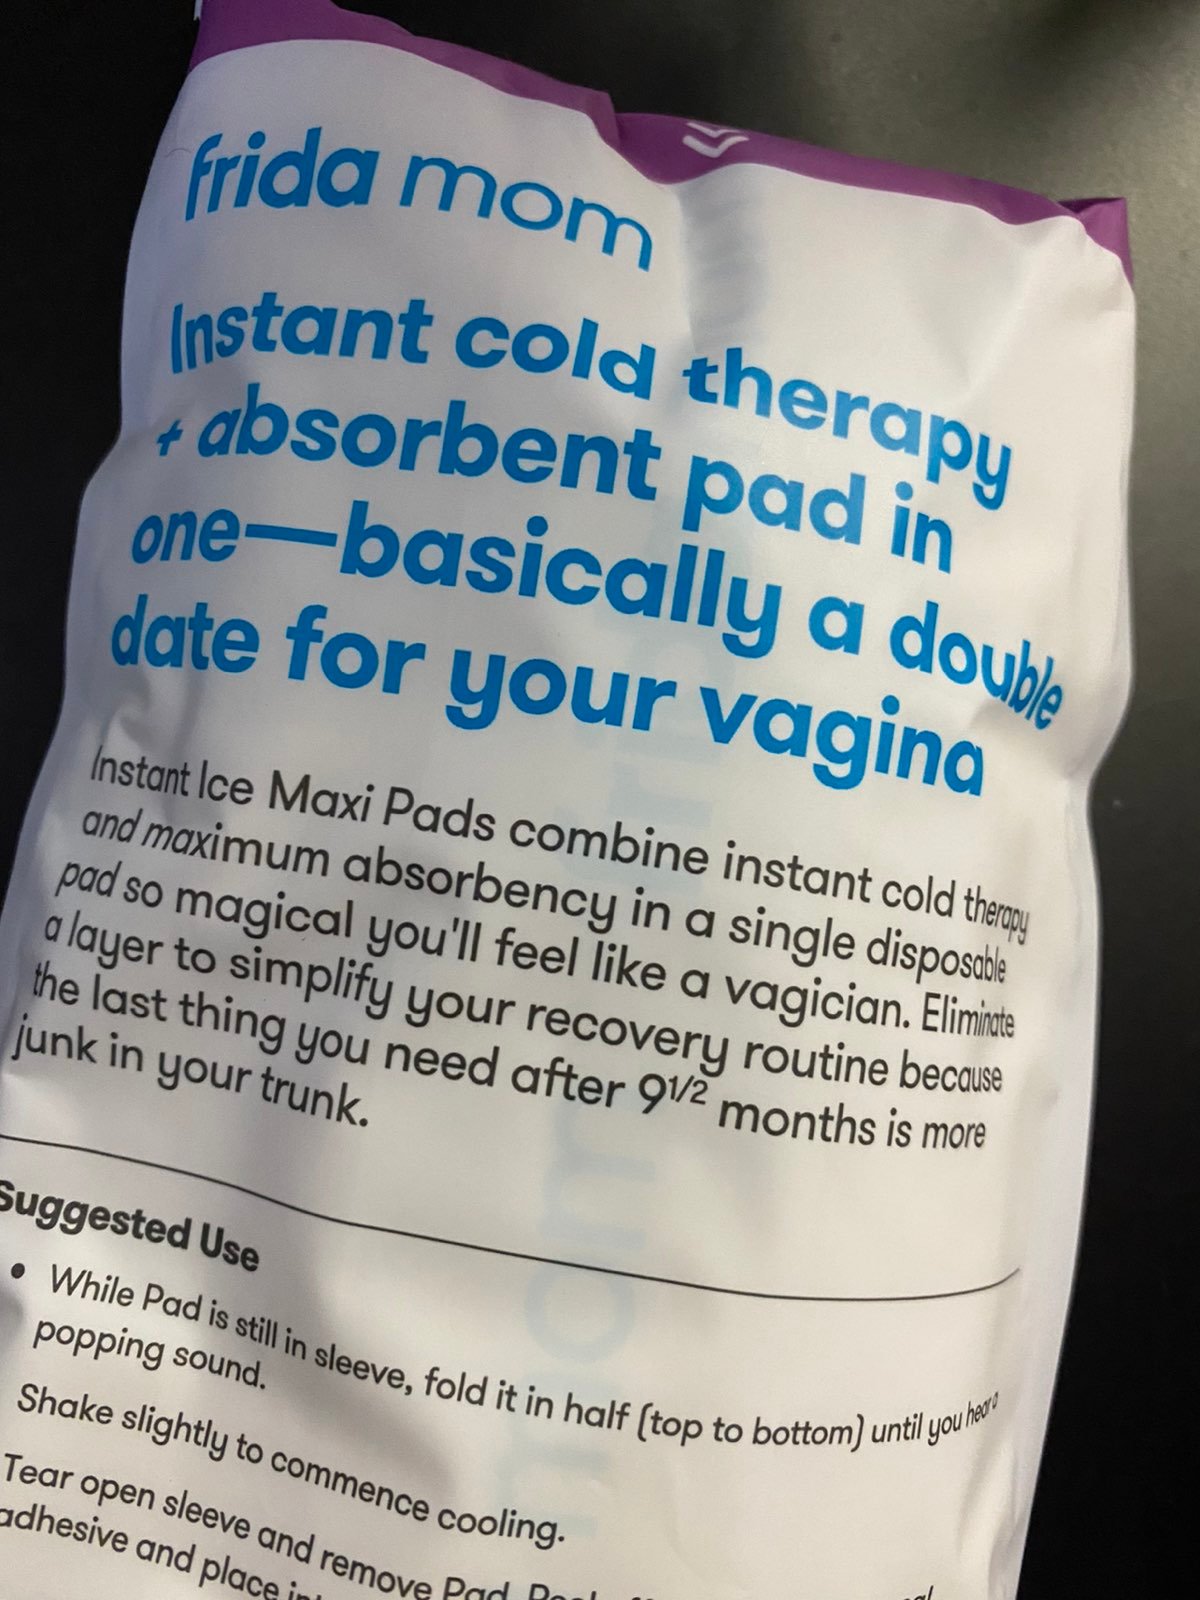 frida mom
Instant cold therapy
+ absorbent pad in
one—basically a double
date for your vagina
Instant Ice Maxi Pads combine instant cold therapy
and maximum absorbency in a single disposable
pad so magical you'll feel like a vagician. Eliminate
a layer to simplify your recovery routine because
the last thing you need after 9 1/2 months is more
junk in your trunk.
Suggested Use
• While Pad is still in sleeve, fold it in half (top to bottom) until you hear a
popping sound.
Shake slightly to commence cooling.
Tear open sleeve and remove Pad.
adhesive and place